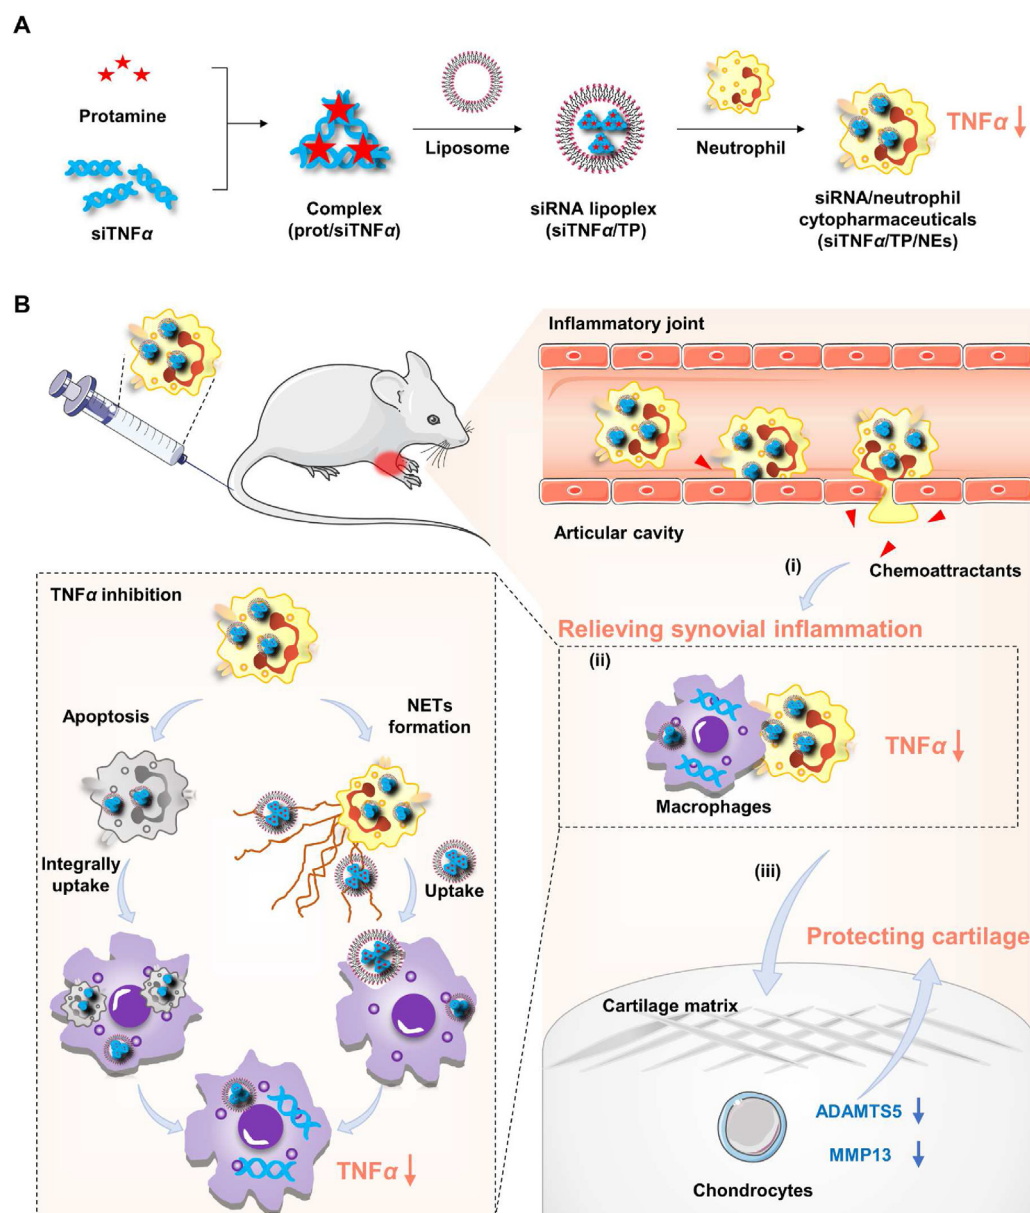 A
Protamine
siTNFα
Complex
(prot/siTNFα)
Liposome
siRNA lipoplex
(siTNFα/TP)
Neutrophil
TNFα
siRNA/neutrophil
cytopharmaceuticals
(siTNFα/TP/NEs)
B
Inflammatory joint
Articular cavity
(i)
Chemoattractants
Relieving synovial inflammation
(ii)
Macrophages
TNFα
(iii)
Protecting cartilage
Cartilage matrix
ADAMTS5
MMP13
Chondrocytes
TNFα inhibition
Apoptosis
NETs
formation
Integrally
uptake
Uptake
TNFα